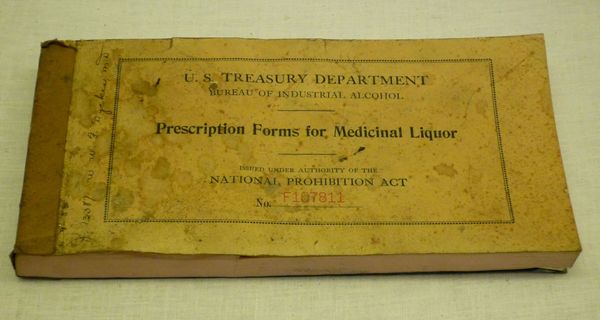 U. S. TREASURY DEPARTMENT
BUREAU OF INDUSTRIAL ALCOHOL
Prescription Forms for Medicinal Liquor
ISSUED UNDER AUTHORITY OF THE
NATIONAL PROHIBITION ACT
No. F107811